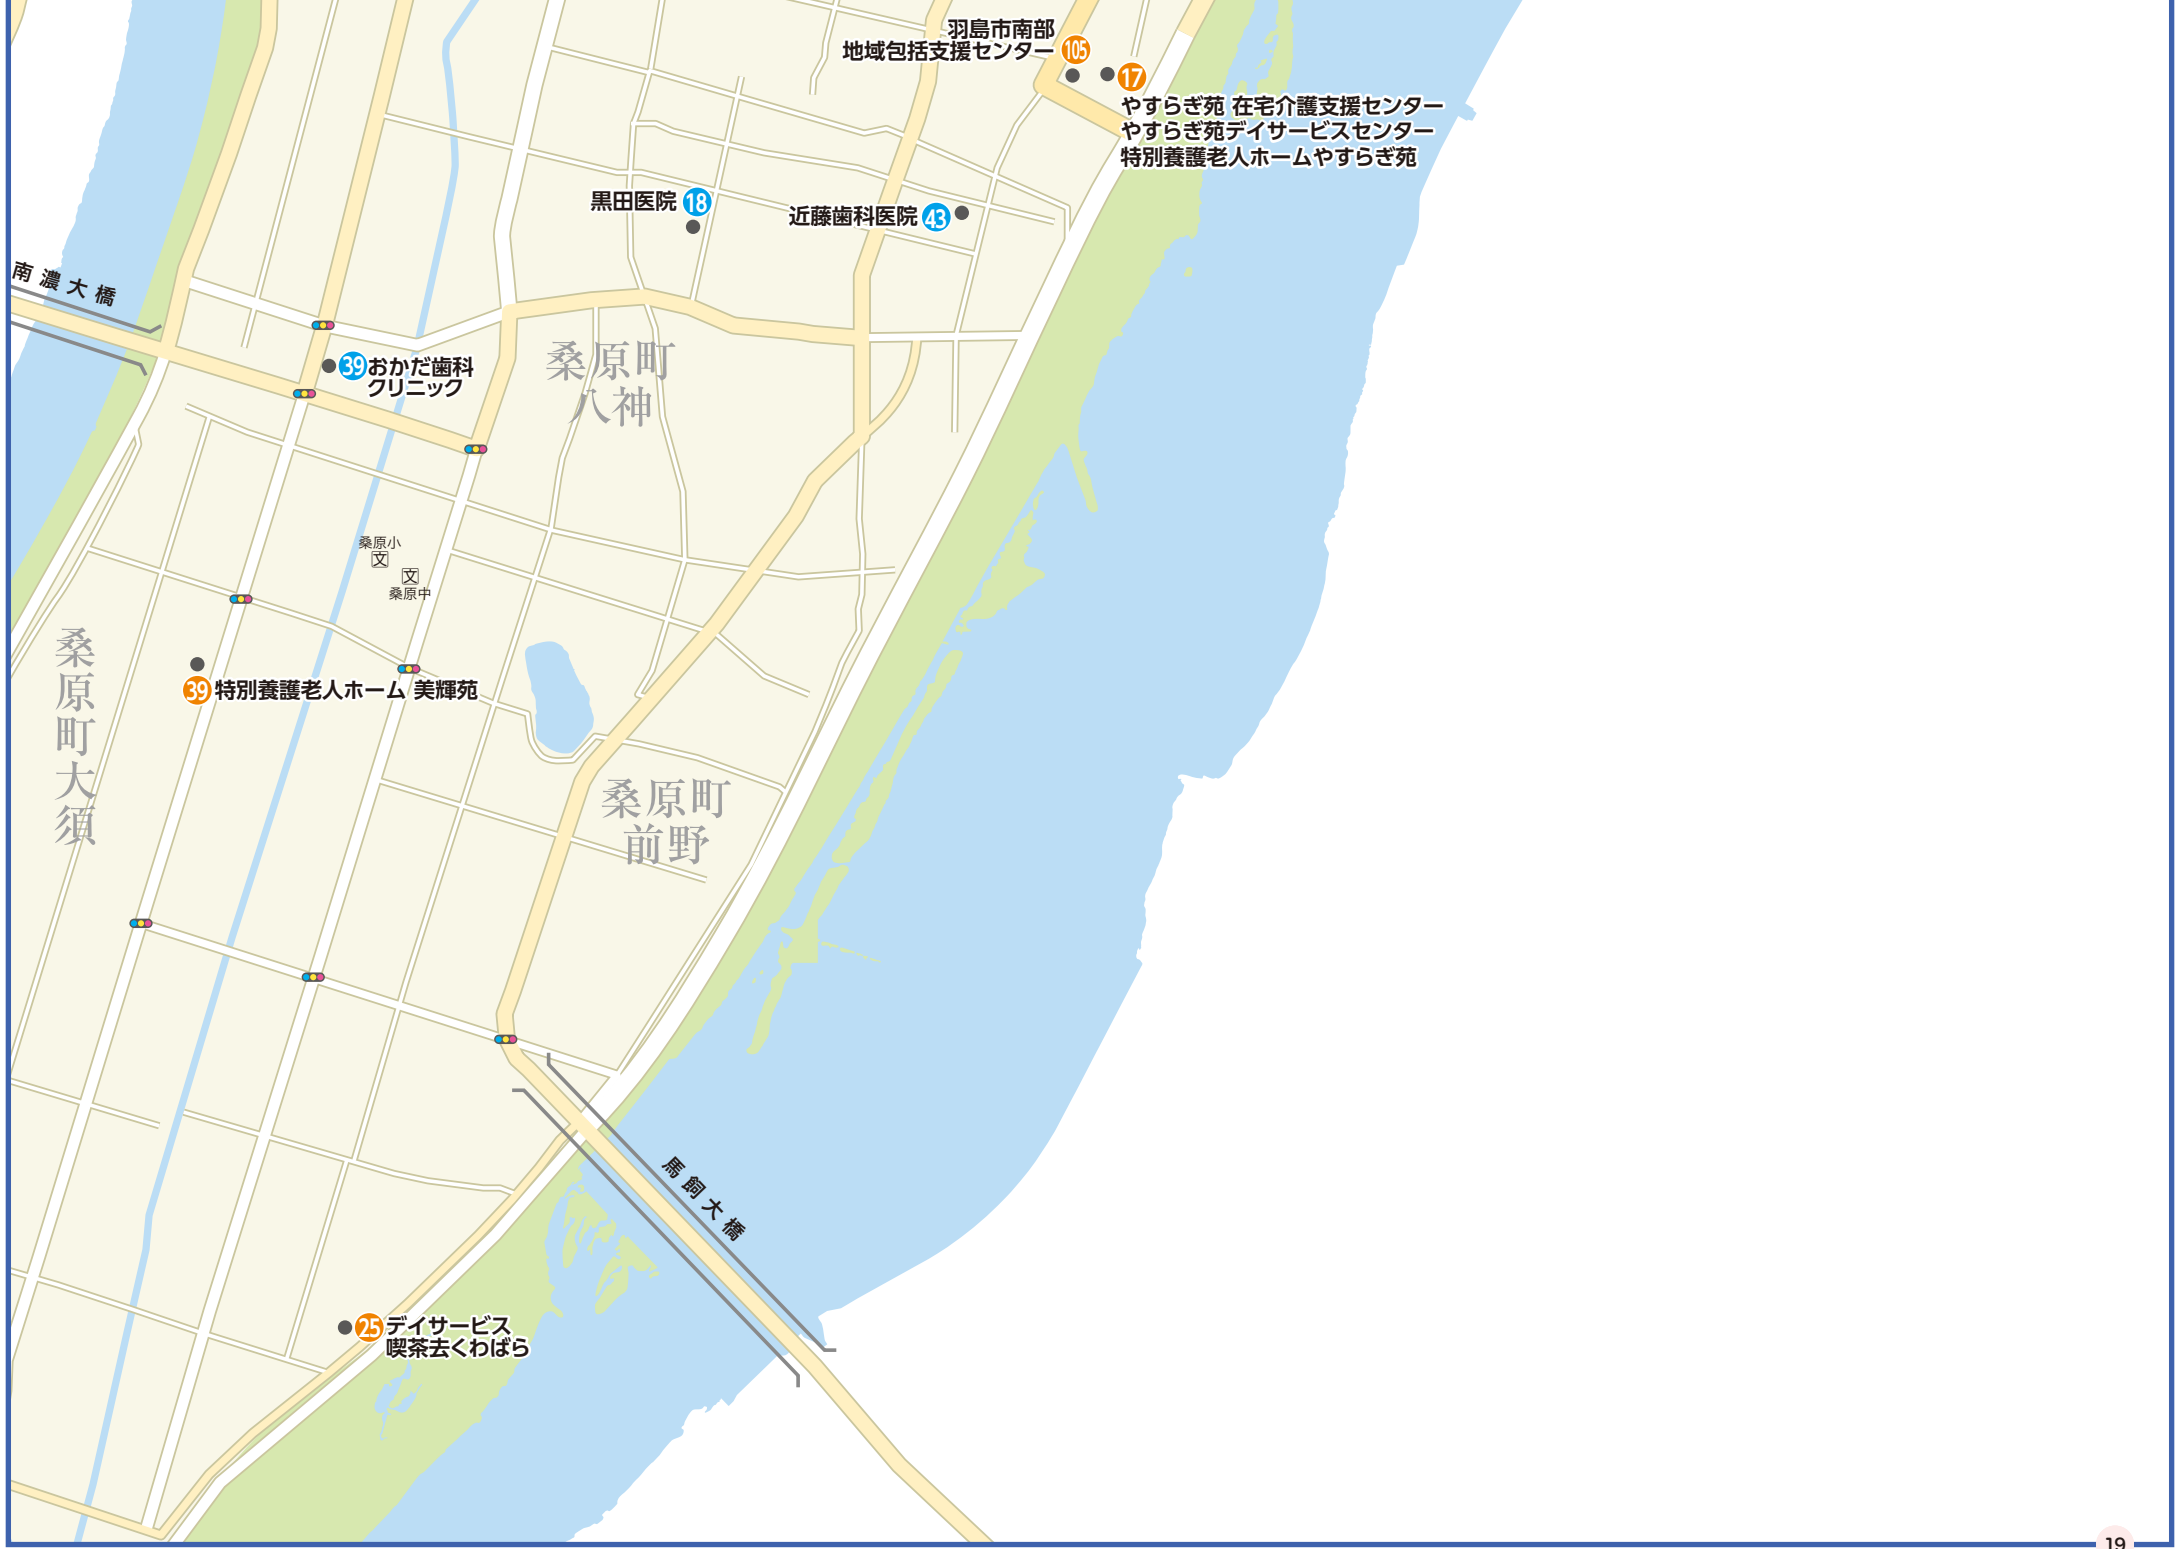 羽島市南部
地域包括支援センター 105
17
やすらぎ苑 在宅介護支援センター
やすらぎ苑デイサービスセンター
特別養護老人ホームやすらぎ苑
黒田医院 18
近藤歯科医院 43
南濃大橋
39 おかだ歯科
クリニック
桑原町
八神
桑原小
文
文
桑原中
桑原町大須
39 特別養護老人ホーム 美輝苑
桑原町
前野
馬飼大橋
25 デイサービス
喫茶去くわばら
19